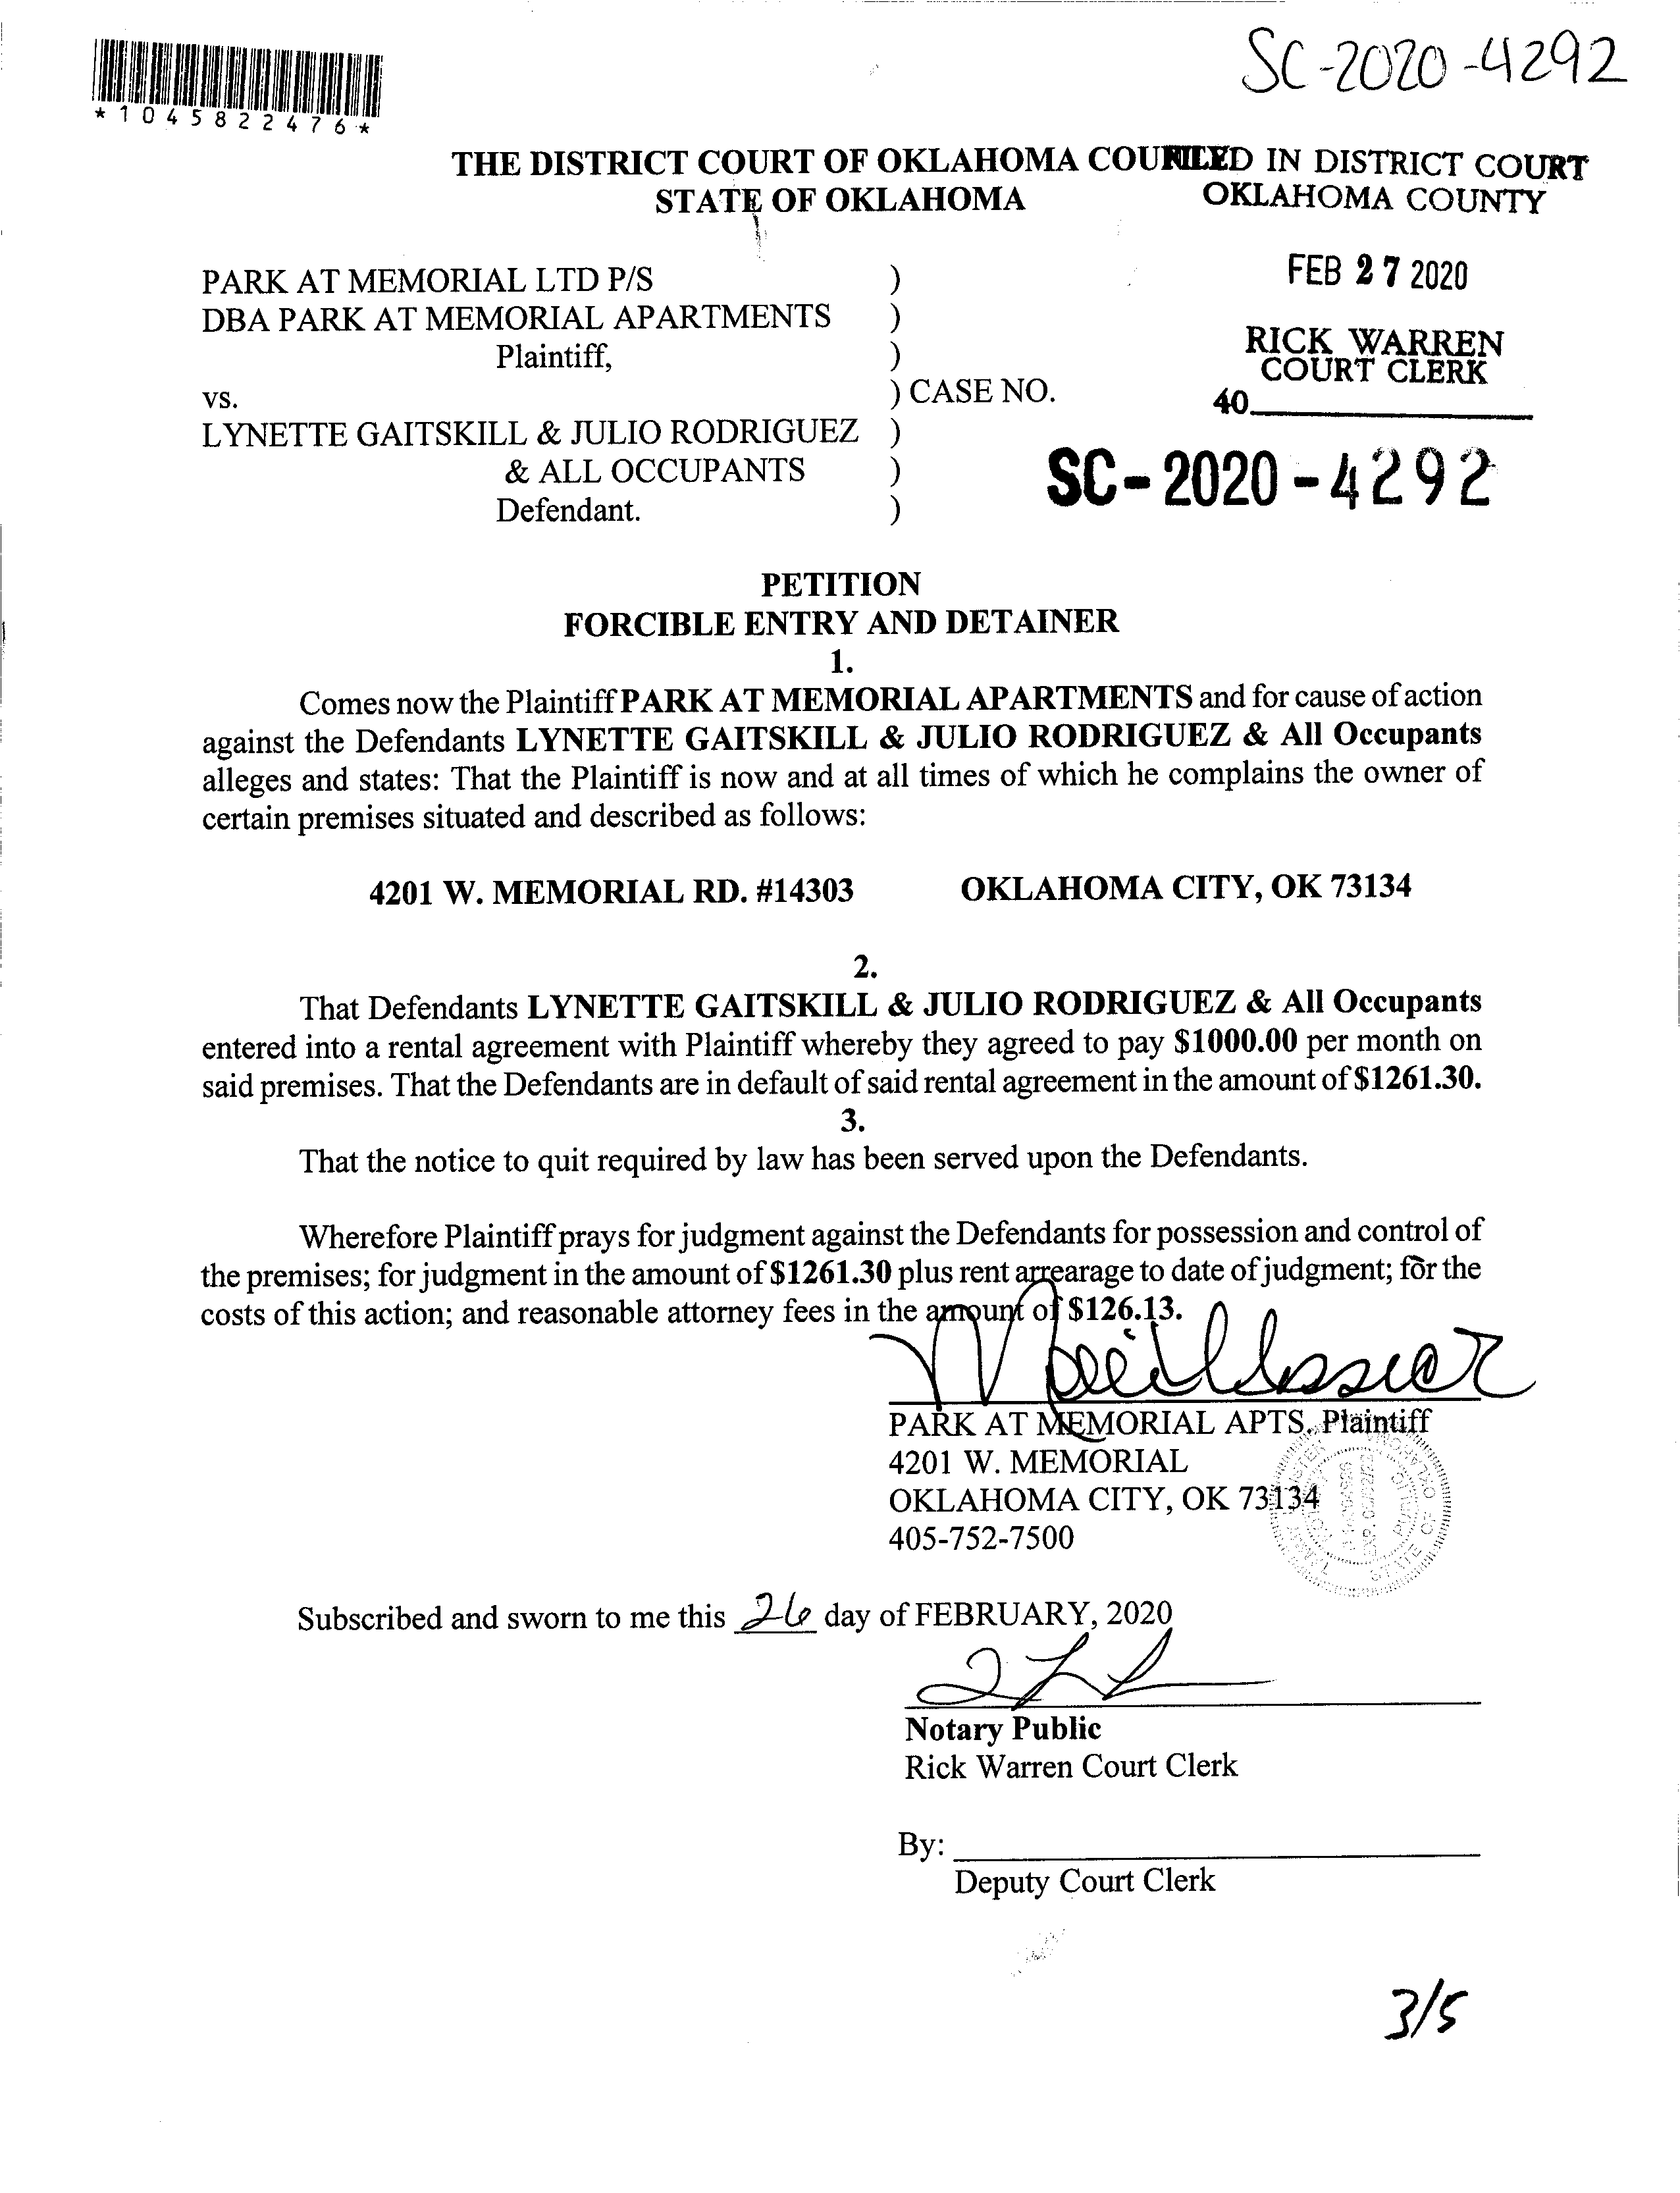 SC-2020-4292
*1045822476*
THE DISTRICT COURT OF OKLAHOMA COUNTY
FILED IN DISTRICT COURT
STATE OF OKLAHOMA
OKLAHOMA COUNTY
FEB 27 2020
PARK AT MEMORIAL LTD P/S )
DBA PARK AT MEMORIAL APARTMENTS )
Plaintiff, )
RICK WARREN
COURT CLERK
vs. ) CASE NO.
40
LYNETTE GAITSKILL & JULIO RODRIGUEZ )
& ALL OCCUPANTS )
SC-2020-4292
Defendant. )
PETITION
FORCIBLE ENTRY AND DETAINER
1.
Comes now the Plaintiff PARK AT MEMORIAL APARTMENTS and for cause of action
against the Defendants LYNETTE GAITSKILL & JULIO RODRIGUEZ & All Occupants
alleges and states: That the Plaintiff is now and at all times of which he complains the owner of
certain premises situated and described as follows:
4201 W. MEMORIAL RD. #14303 OKLAHOMA CITY, OK 73134
2.
That Defendants LYNETTE GAITSKILL & JULIO RODRIGUEZ & All Occupants
entered into a rental agreement with Plaintiff whereby they agreed to pay $1000.00 per month on
said premises. That the Defendants are in default of said rental agreement in the amount of $1261.30.
3.
That the notice to quit required by law has been served upon the Defendants.
Wherefore Plaintiff prays for judgment against the Defendants for possession and control of
the premises; for judgment in the amount of $1261.30 plus rent arrearage to date of judgment; for the
costs of this action; and reasonable attorney fees in the amount of $126.13.
PARK AT MEMORIAL APTS, Plaintiff
4201 W. MEMORIAL
OKLAHOMA CITY, OK 73134
405-752-7500
STATE OF OKLAHOMA
PUBLIC
Subscribed and sworn to me this 26 day of FEBRUARY, 2020
Notary Public
Rick Warren Court Clerk
By:
Deputy Court Clerk
3/5